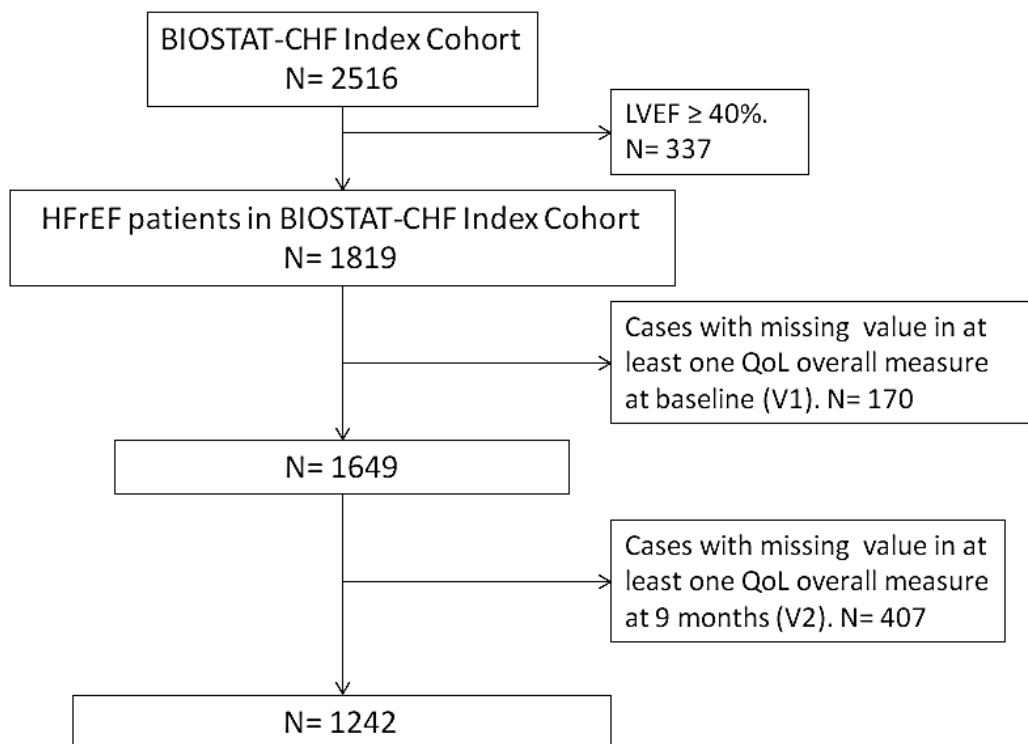 BIOSTAT-CHF Index Cohort
N= 2516
LVEF ≥ 40%.
N= 337
HFrEF patients in BIOSTAT-CHF Index Cohort
N= 1819
Cases with missing value in at
least one QoL overall measure
at baseline (V1). N= 170
N= 1649
Cases with missing value in at
least one QoL overall measure
at 9 months (V2). N= 407
N= 1242